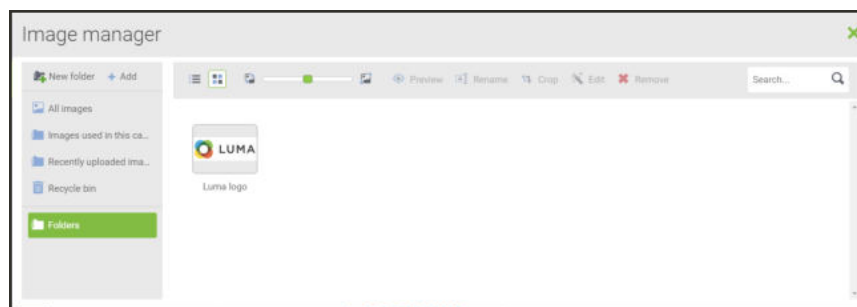 Image manager
New folder + Add
Preview Rename Crop Edit Remove
Search...
All images
Images used in this ca...
Recently uploaded ima...
Recycle bin
Folders
LUMA
Luma logo